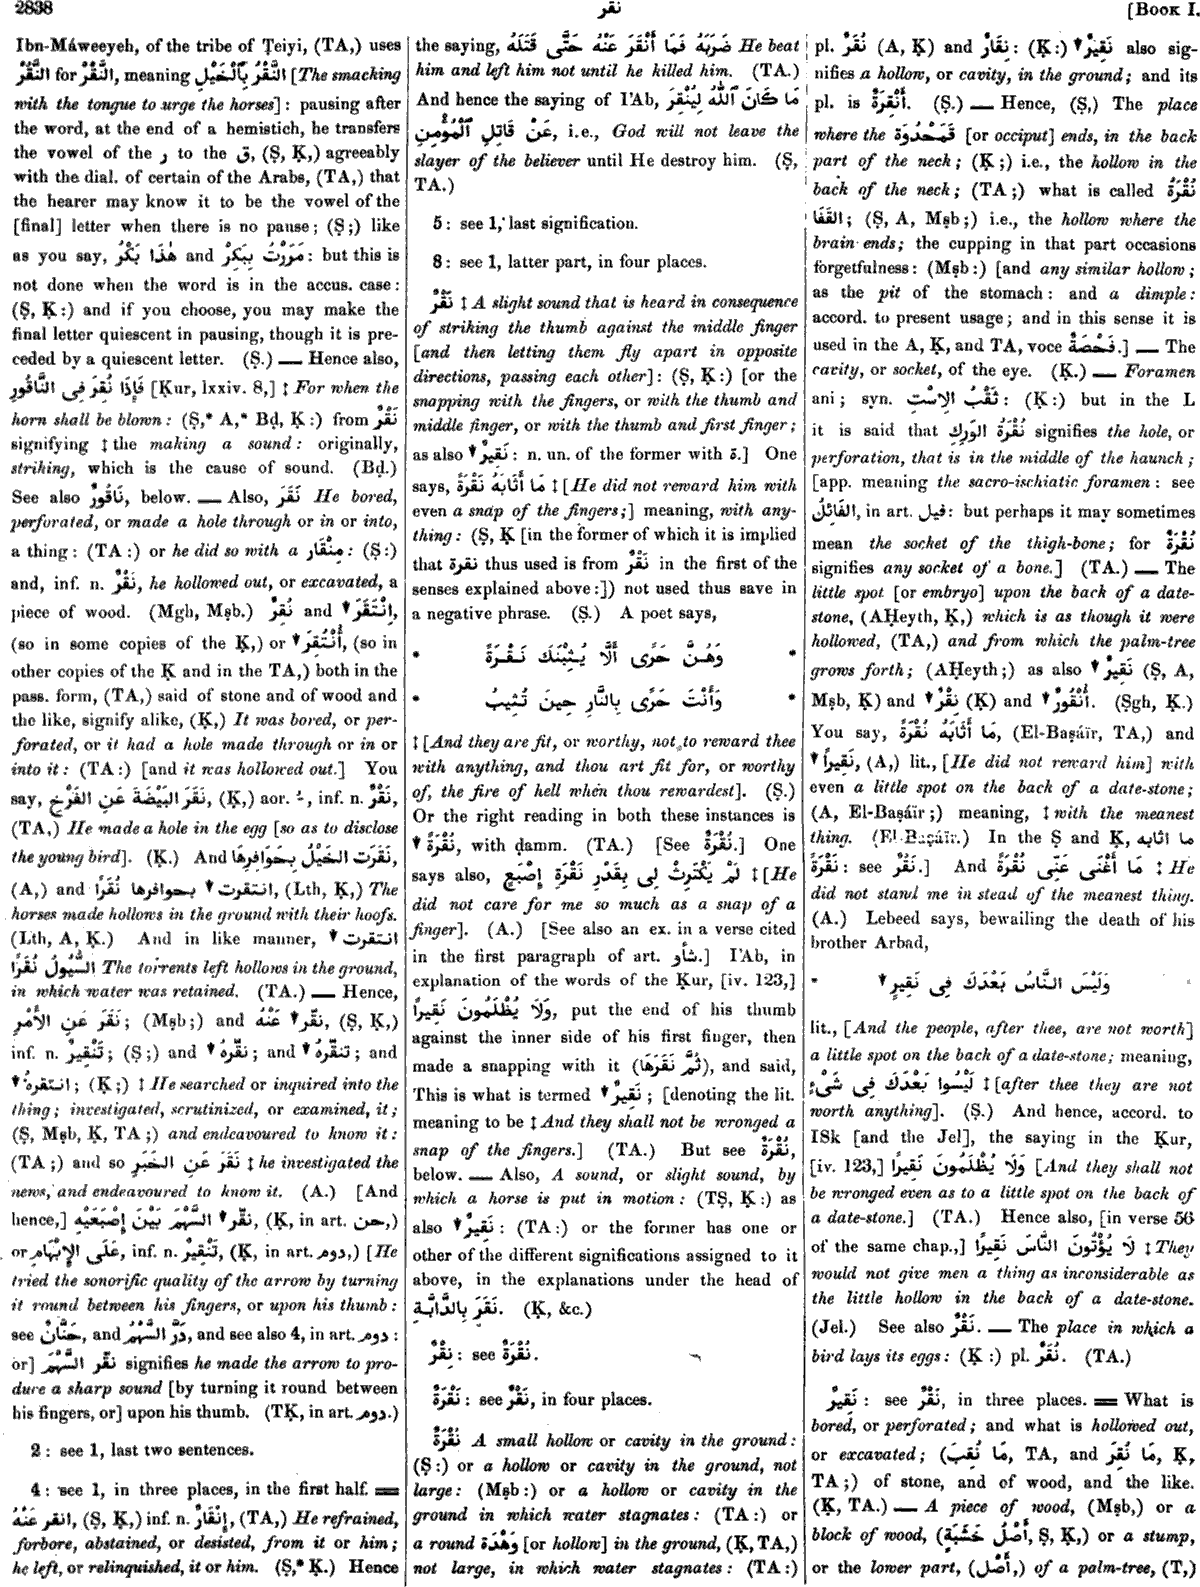 2838
نقر
[BOOK I.
Ibn-Máweeyeh, of the tribe of Ṭeiyi, (TA,) uses
النَّقُرْ for النَّقْرُ, meaning النَّقْرُ بِٱلْخَيْلِ [The smacking
with the tongue to urge the horses]: pausing after
the word, at the end of a hemistich, he transfers
the vowel of the ر to the ق, (Ṣ, Ḳ,) agreeably
with the dial. of certain of the Arabs, (TA,) that
the hearer may know it to be the vowel of the
[final] letter when there is no pause; (Ṣ;) like
as you say, هٰذَا بَكُرْ and مَرَرْتُ بِبَكِرْ: but this is
not done when the word is in the accus. case:
(Ṣ, Ḳ:) and if you choose, you may make the
final letter quiescent in pausing, though it is pre-
ceded by a quiescent letter. (Ṣ.) — Hence also,
فَإِذَا نُقِرَ فِى النَّاقُورِ [Ḳur, lxxiv. 8,] ‡ For when the
horn shall be blown: (Ṣ,* A,* Bḍ, Ḳ:) from نَقْرٌ
signifying ‡ the making a sound: originally,
striking, which is the cause of sound. (Bḍ.)
See also نَاقُورٌ, below. — Also, نَقَرَ He bored,
perforated, or made a hole through or in or into,
a thing: (TA:) or he did so with a مِنْقَار: (Ṣ:)
and, inf. n. نَقْرٌ, he hollowed out, or excavated, a
piece of wood. (Mgh, Mṣb.) نُقِرَ and ▾ اِنْتَقَرَ,
(so in some copies of the Ḳ,) or ▾ أُنْتُقِرَ, (so in
other copies of the Ḳ and in the TA,) both in the
pass. form, (TA,) said of stone and of wood and
the like, signify alike, (Ḳ,) It was bored, or per-
forated, or it had a hole made through or in or
into it: (TA:) [and it was hollowed out.] You
say, نَقَرَ البَيْضَةَ عَنِ الفَرْخِ, (Ḳ,) aor. ـُ, inf. n. نَقْرٌ,
(TA,) He made a hole in the egg [so as to disclose
the young bird]. (Ḳ.) And نَقَرَتِ الخَيْلُ بِحَوَافِرِهَا,
(A,) and ▾ انتقرت بحوافرها نُقَرًا, (Lth, Ḳ,) The
horses made hollows in the ground with their hoofs.
(Lth, A, Ḳ.) And in like manner, ▾ انتقرت
السُّيُولُ نُقَرًا The torrents left hollows in the ground,
in which water was retained. (TA.) — Hence,
نَقَرَ عَنِ الأَمْرِ; (Mṣb;) and ▾ نقّر عَنْهُ, (Ṣ, Ḳ,)
inf. n. تَنْقِيرٌ; (Ṣ;) and ▾ نقّرهُ; and ▾ تنقّرهُ; and
▾ انتقرهُ; (Ḳ;) ‡ He searched or inquired into the
thing; investigated, scrutinized, or examined, it;
(Ṣ, Mṣb, Ḳ, TA;) and endeavoured to know it:
(TA;) and so نَقَرَ عَنِ الخَبَرِ ‡ he investigated the
news, and endeavoured to know it. (A.) [And
hence,] ▾ نقّر السَّهْمَ بَيْنَ إِصْبَعَيْهِ, (Ḳ, in art. حن,)
or عَلَى الإِبْهَامِ, inf. n. تَنْقِيرٌ, (Ḳ, in art. دوم,) [He
tried the sonorific quality of the arrow by turning
it round between his fingers, or upon his thumb:
see حَنَّانٌ, and دَرَّ السَّهْمُ, and see also 4, in art. دوم:
or] نقّر السَّهْمَ signifies he made the arrow to pro-
duce a sharp sound [by turning it round between
his fingers, or] upon his thumb. (TḲ, in art. دوم.)
2: see 1, last two sentences.
4: see 1, in three places, in the first half. =
انقر عَنْهُ, (Ṣ, Ḳ,) inf. n. إِنْقَارٌ, (TA,) He refrained,
forbore, abstained, or desisted, from it or him;
he left, or relinquished, it or him. (Ṣ,* Ḳ.) Hence
the saying, ضَرَبَهُ فَمَا أَنْقَرَ عَنْهُ حَتَّى قَتَلَهُ He beat
him and left him not until he killed him. (TA.)
And hence the saying of I'Ab, مَا كَانَ ٱللّٰهُ لِيُنْقِرَ
عَنْ قَاتِلِ ٱلْمُؤْمِنِ, i.e., God will not leave the
slayer of the believer until He destroy him. (Ṣ,
TA.)
5: see 1, last signification.
8: see 1, latter part, in four places.
نَقْرٌ ‡ A slight sound that is heard in consequence
of striking the thumb against the middle finger
[and then letting them fly apart in opposite
directions, passing each other]: (Ṣ, Ḳ:) [or the
snapping with the fingers, or with the thumb and
middle finger, or with the thumb and first finger;
as also ▾ نَقِيرٌ: n. un. of the former with ة.] One
says, مَا أَثَابَهُ نَقْرَةً ‡ [He did not reward him with
even a snap of the fingers;] meaning, with any-
thing: (Ṣ, Ḳ [in the former of which it is implied
that نقرة thus used is from نَقْرٌ in the first of the
senses explained above:]) not used thus save in
a negative phrase. (Ṣ.) A poet says,
* وَهُنَّ حَرًى أَلَّا يُثِبْنَكَ نَقْرَةً *
* وَأَنْتَ حَرًى بِالنَّارِ حِينَ تُثِيبُ *
‡ [And they are fit, or worthy, not to reward thee
with anything, and thou art fit for, or worthy
of, the fire of hell when thou rewardest]. (Ṣ.)
Or the right reading in both these instances is
▾ نُقْرَةً, with ḍamm. (TA.) [See نُقْرَةٌ.] One
says also, لَمْ يَكْتَرِثْ لِى بِقَدْرِ نَقْرَةِ إِصْبَعٍ ‡ [He
did not care for me so much as a snap of a
finger]. (A.) [See also an ex. in a verse cited
in the first paragraph of art. شأو.] I'Ab, in
explanation of the words of the Ḳur, [iv. 123,]
وَلَا يُظْلَمُونَ نَقِيرًا, put the end of his thumb
against the inner side of his first finger, then
made a snapping with it (ثُمَّ نَقَرَهَا), and said,
This is what is termed ▾ نَقِيرٌ; [denoting the lit.
meaning to be ‡ And they shall not be wronged a
snap of the fingers.] (TA.) But see نُقْرَةٌ,
below. — Also, A sound, or slight sound, by
which a horse is put in motion: (TṢ, Ḳ:) as
also ▾ نَقِيرٌ: (TA:) or the former has one or
other of the different significations assigned to it
above, in the explanations under the head of
نَقَرَ بِالدَّابَّةِ. (Ḳ, &c.)
نِقْرٌ: see نُقْرَةٌ.
نَقْرَةٌ: see نَقْرٌ, in four places.
نُقْرَةٌ A small hollow or cavity in the ground:
(Ṣ:) or a hollow or cavity in the ground, not
large: (Mṣb:) or a hollow or cavity in the
ground in which water stagnates: (TA:) or
a round وَهْدَة [or hollow] in the ground, (Ḳ, TA,)
not large, in which water stagnates: (TA:)
pl. نُقَرٌ (A, Ḳ) and نِقَارٌ: (Ḳ:) ▾ نَقِيرٌ also sig-
nifies a hollow, or cavity, in the ground; and its
pl. is أَنْقِرَةٌ. (Ṣ.) — Hence, (Ṣ,) The place
where the قَمَحْدُوَة [or occiput] ends, in the back
part of the neck; (Ḳ;) i.e., the hollow in the
back of the neck; (TA;) what is called نُقْرَةُ
القَفَا; (Ṣ, A, Mṣb;) i.e., the hollow where the
brain ends; the cupping in that part occasions
forgetfulness: (Mṣb:) [and any similar hollow;
as the pit of the stomach: and a dimple:
accord. to present usage; and in this sense it is
used in the A, Ḳ, and TA, voce فَحْصَةٌ.] — The
cavity, or socket, of the eye. (Ḳ.) — Foramen
ani; syn. ثَقْبُ الاِسْتِ: (Ḳ:) but in the L
it is said that نُقْرَةُ الوَرِكِ signifies the hole, or
perforation, that is in the middle of the haunch;
[app. meaning the sacro-ischiatic foramen: see
الفَائِلُ, in art. فيل: but perhaps it may sometimes
mean the socket of the thigh-bone; for نُقْرَةٌ
signifies any socket of a bone.] (TA.) — The
little spot [or embryo] upon the back of a date-
stone, (AḤeyth, Ḳ,) which is as though it were
hollowed, (TA,) and from which the palm-tree
grows forth; (AḤeyth;) as also ▾ نَقِيرٌ (Ṣ, A,
Mṣb, Ḳ) and ▾ نِقْرٌ (Ḳ) and ▾ أُنْقُورٌ. (Ṣgh, Ḳ.)
You say, مَا أَثَابَهُ نُقْرَةً, (El-Baṣáïr, TA,) and
▾ نَقِيرًا, (A,) lit., [He did not reward him] with
even a little spot on the back of a date-stone;
(A, El-Baṣáïr;) meaning, ‡ with the meanest
thing. (El-Baṣáïr.) In the Ṣ and Ḳ, ما اثابه
نَقْرَةً: see نَقْرٌ.] And مَا أَغْنَى عَنِّى نُقْرَةً ‡ He
did not stand me in stead of the meanest thing.
(A.) Lebeed says, bewailing the death of his
brother Arbad,
* وَلَيْسَ النَّاسُ بَعْدَكَ فِى نَقِيرٍ ▾ *
lit., [And the people, after thee, are not worth]
a little spot on the back of a date-stone; meaning,
لَيْسُوا بَعْدَكَ فِى شَىْءٍ ‡ [after thee they are not
worth anything]. (Ṣ.) And hence, accord. to
ISk [and the Jel], the saying in the Ḳur,
[iv. 123,] وَلَا يُظْلَمُونَ نَقِيرًا [And they shall not
be wronged even as to a little spot on the back of
a date-stone.] (TA.) Hence also, [in verse 56
of the same chap.,] لَا يُؤْتُونَ النَّاسَ نَقِيرًا ‡ They
would not give men a thing as inconsiderable as
the little hollow in the back of a date-stone.
(Jel.) See also نَقْرٌ. — The place in which a
bird lays its eggs: (Ḳ:) pl. نُقَرٌ. (TA.)
نَقِيرٌ: see نَقْرٌ, in three places. = What is
bored, or perforated; and what is hollowed out,
or excavated; (مَا نُقِبَ, TA, and مَا نُقِرَ, Ḳ,
TA;) of stone, and of wood, and the like.
(Ḳ, TA.) — A piece of wood, (Mṣb,) or a
block of wood, (أَصْلُ خَشَبَةٍ, Ṣ, Ḳ,) or a stump,
or the lower part, (أَصْل,) of a palm-tree, (T,)